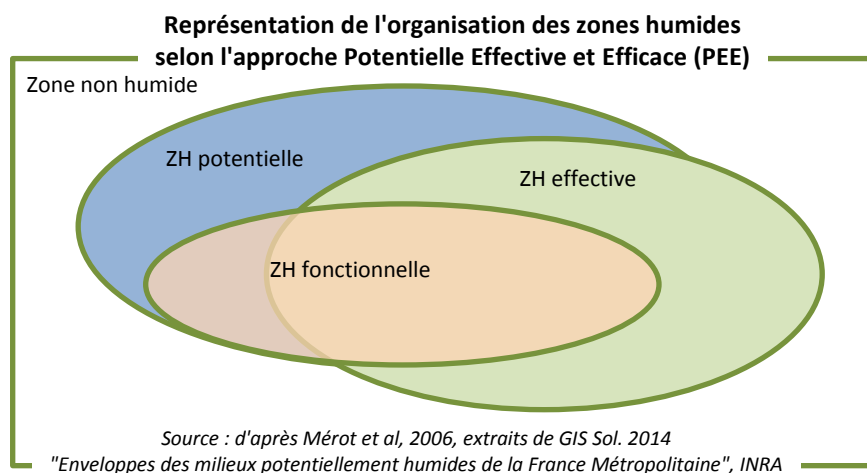 Représentation de l'organisation des zones humides
selon l'approche Potentielle Effective et Efficace (PEE)
Zone non humide
ZH potentielle
ZH effective
ZH fonctionnelle
Source : d'après Mérot et al, 2006, extraits de GIS Sol. 2014
"Enveloppes des milieux potentiellement humides de la France Métropolitaine", INRA